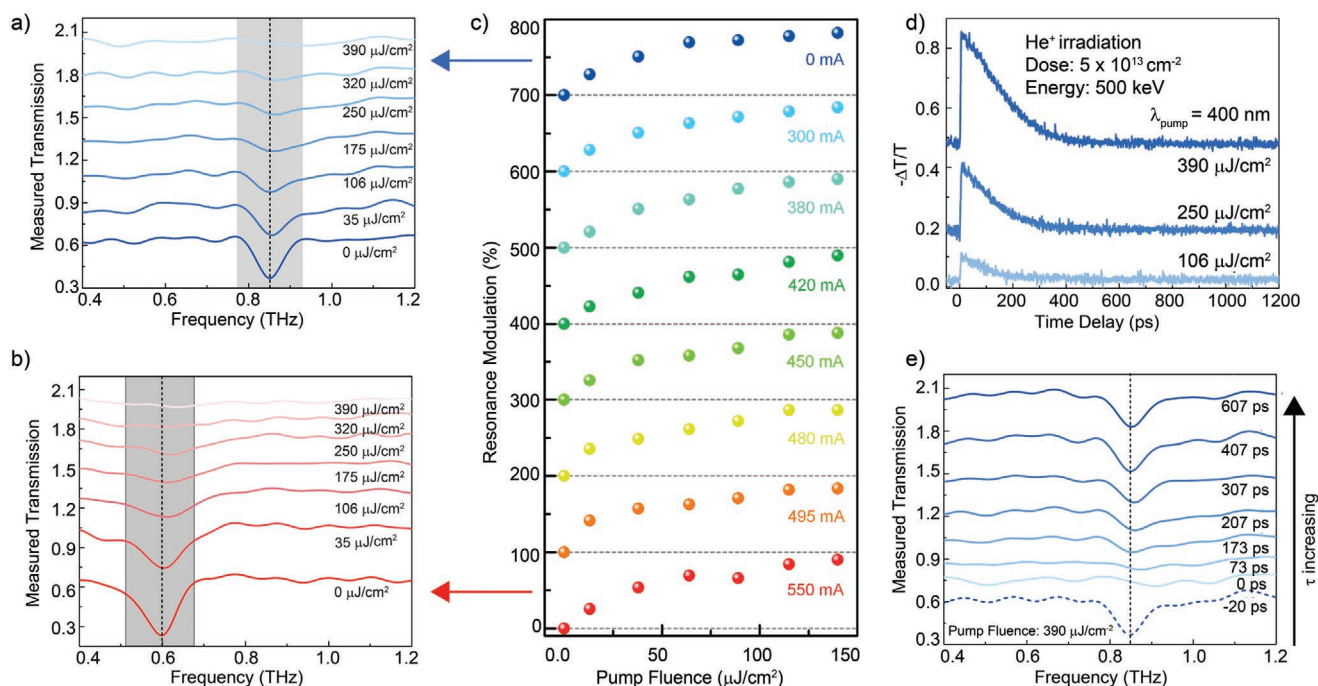 a)
2.1
1.8
1.5
1.2
0.9
0.6
0.3
Measured Transmission
390 μJ/cm²
320 μJ/cm²
250 μJ/cm²
175 μJ/cm²
106 μJ/cm²
35 μJ/cm²
0 μJ/cm²
0.4 0.6 0.8 1.0 1.2
Frequency (THz)
b)
2.1
1.8
1.5
1.2
0.9
0.6
0.3
Measured Transmission
390 μJ/cm²
320 μJ/cm²
250 μJ/cm²
175 μJ/cm²
106 μJ/cm²
35 μJ/cm²
0 μJ/cm²
0.4 0.6 0.8 1.0 1.2
Frequency (THz)
c)
800
700
600
500
400
300
200
100
0
Resonance Modulation (%)
0 mA
300 mA
380 mA
420 mA
450 mA
480 mA
495 mA
550 mA
0.0 50 100 150
Pump Fluence (μJ/cm²)
d)
0.8
0.6
0.4
0.2
0.0
-ΔT/T
He⁺ irradiation
Dose: 5 x 10¹³ cm⁻²
Energy: 500 keV
λpump = 400 nm
390 μJ/cm²
250 μJ/cm²
106 μJ/cm²
0 200 400 600 800 1000 1200
Time Delay (ps)
e)
2.1
1.8
1.5
1.2
0.9
0.6
0.3
Measured Transmission
607 ps
407 ps
307 ps
207 ps
173 ps
73 ps
0 ps
-20 ps
Pump Fluence: 390 μJ/cm²
τ increasing
0.4 0.6 0.8 1.0 1.2
Frequency (THz)